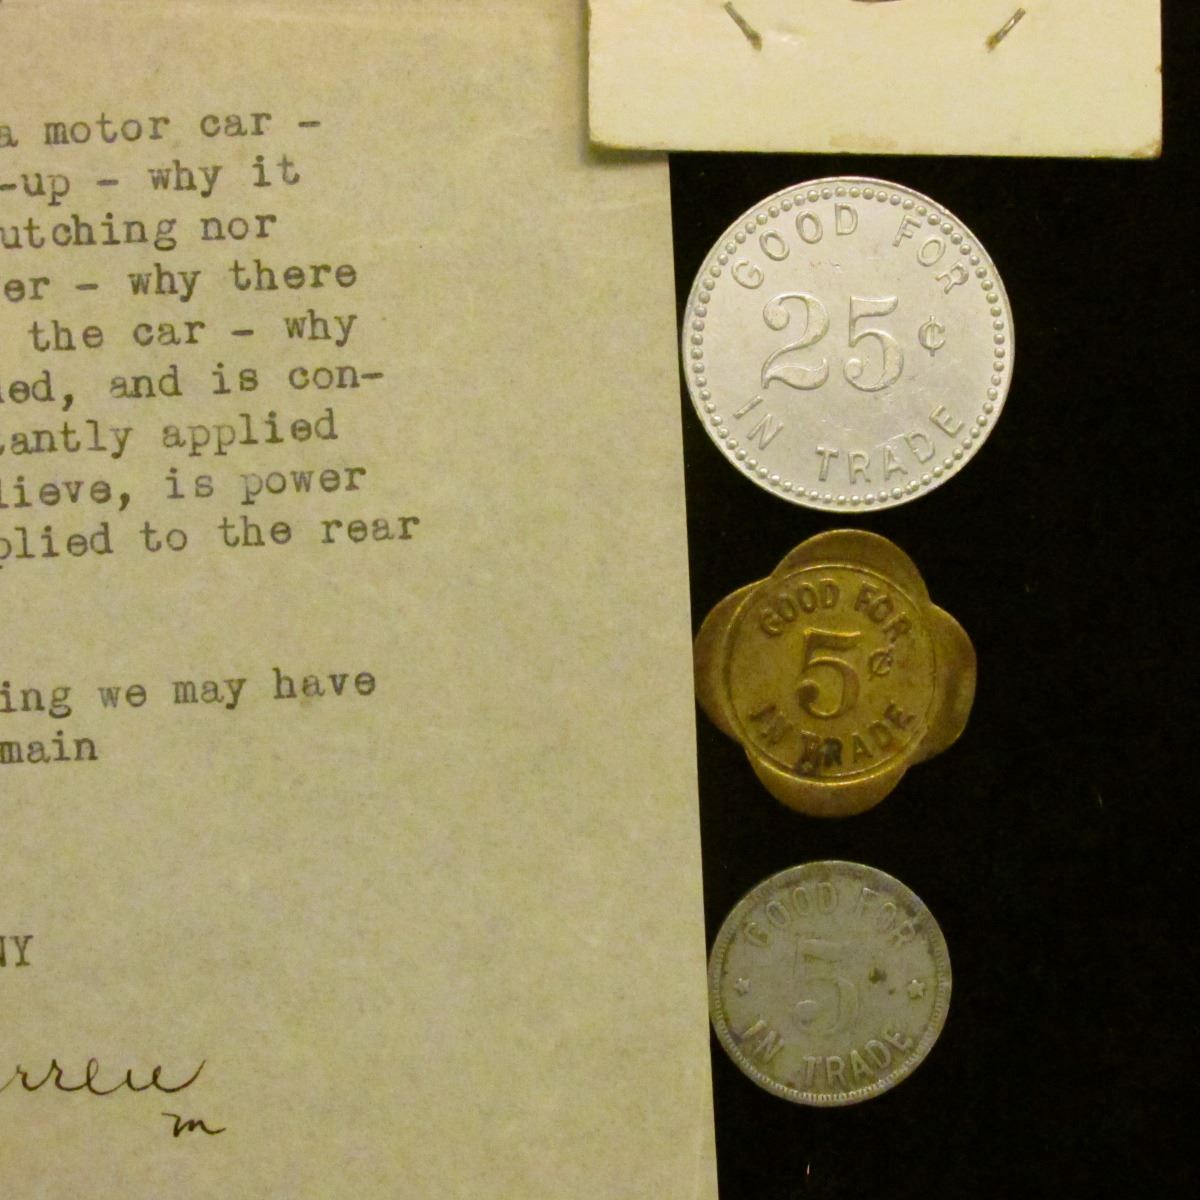 a motor car -
-up - why it
utching nor
er - why there
the car - why
ied, and is con-
tantly applied
lieve, is power
plied to the rear
ing we may have
main
NY
rren
m
GOOD FOR
25¢
IN TRADE
GOOD FOR
5¢
IN TRADE
GOOD FOR
5
IN TRADE